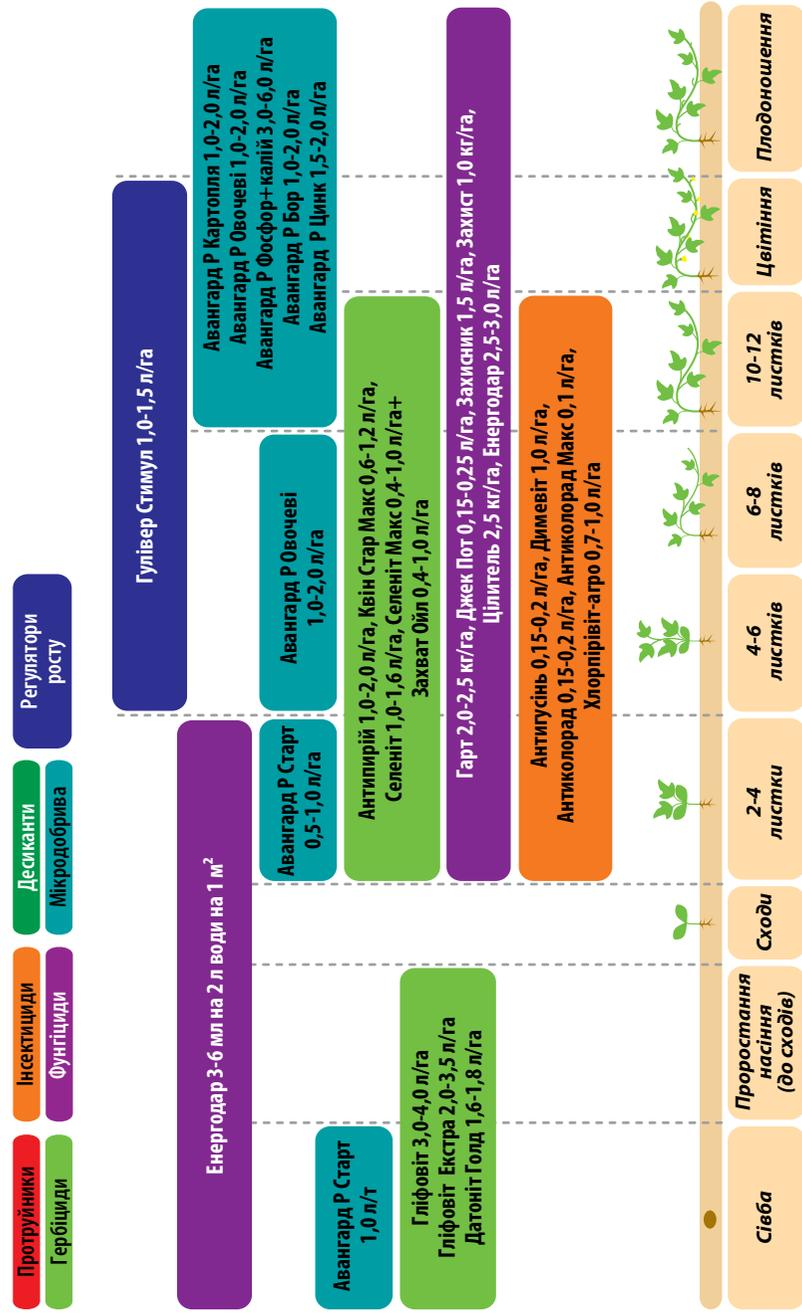 Протруйники
Інсектициди
Десиканти
Регулятори
росту
Гербіциди
Фунгіциди
Мікродобрива
Гулівер Стимул 1,0-1,5 л/га
Енергодар 3-6 мл на 2 л води на 1 м²
Авангард Р Картопля 1,0-2,0 л/га
Авангард Р Овочеві 1,0-2,0 л/га
Авангард Р Фосфор+калій 3,0-6,0 л/га
Авангард Р Бор 1,0-2,0 л/га
Авангард Р Цинк 1,5-2,0 л/га
Авангард Р Старт
0,5-1,0 л/га
Авангард Р Овочеві
1,0-2,0 л/га
Авангард Р Старт
1,0 л/т
Антипирій 1,0-2,0 л/га, Квін Стар Макс 0,6-1,2 л/га,
Селеніт 1,0-1,6 л/га, Селеніт Макс 0,4-1,0 л/га+
Захват Ойл 0,4-1,0 л/га
Гліфовіт 3,0-4,0 л/га
Гліфовіт Екстра 2,0-3,5 л/га
Датоніт Голд 1,6-1,8 л/га
Гарт 2,0-2,5 кг/га, Джек Пот 0,15-0,25 л/га, Захисник 1,5 л/га, Захист 1,0 кг/га,
Цілитель 2,5 кг/га, Енергодар 2,5-3,0 л/га
Антигусінь 0,15-0,2 л/га, Димевіт 1,0 л/га,
Антиколорад 0,15-0,2 л/га, Антиколорад Макс 0,1 л/га,
Хлорпірівіт-агро 0,7-1,0 л/га
Сівба
Проростання
насіння
(до сходів)
Сходи
2-4
листки
4-6
листків
6-8
листків
10-12
листків
Цвітіння
Плодоношення